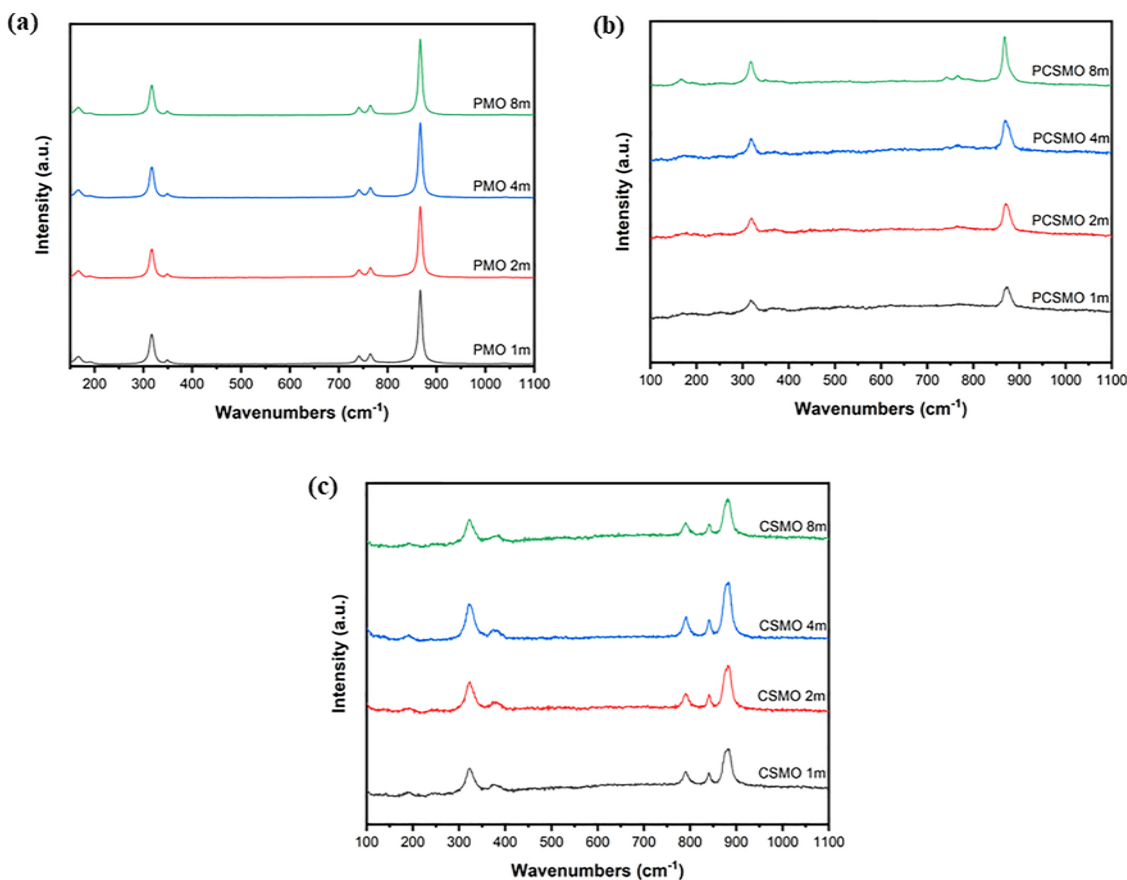 (a)
Intensity (a.u.)
PMO 8m
PMO 4m
PMO 2m
PMO 1m
200 300 400 500 600 700 800 900 1000 1100
Wavenumbers (cm⁻¹)
(b)
Intensity (a.u.)
PCSMO 8m
PCSMO 4m
PCSMO 2m
PCSMO 1m
100 200 300 400 500 600 700 800 900 1000 1100
Wavenumbers (cm⁻¹)
(c)
Intensity (a.u.)
CSMO 8m
CSMO 4m
CSMO 2m
CSMO 1m
100 200 300 400 500 600 700 800 900 1000 1100
Wavenumbers (cm⁻¹)